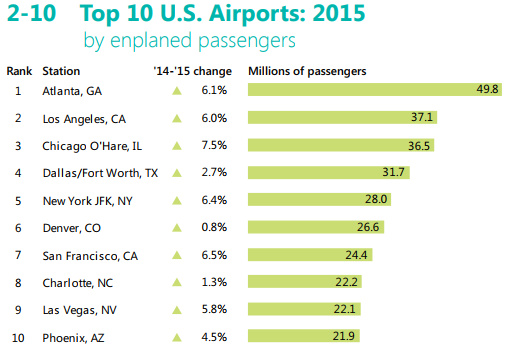 2-10 Top 10 U.S. Airports: 2015
by enplaned passengers
Rank Station '14-'15 change Millions of passengers
1 Atlanta, GA ▲ 6.1% 49.8
2 Los Angeles, CA ▲ 6.0% 37.1
3 Chicago O'Hare, IL ▲ 7.5% 36.5
4 Dallas/Fort Worth, TX ▲ 2.7% 31.7
5 New York JFK, NY ▲ 6.4% 28.0
6 Denver, CO ▲ 0.8% 26.6
7 San Francisco, CA ▲ 6.5% 24.4
8 Charlotte, NC ▲ 1.3% 22.2
9 Las Vegas, NV ▲ 5.8% 22.1
10 Phoenix, AZ ▲ 4.5% 21.9